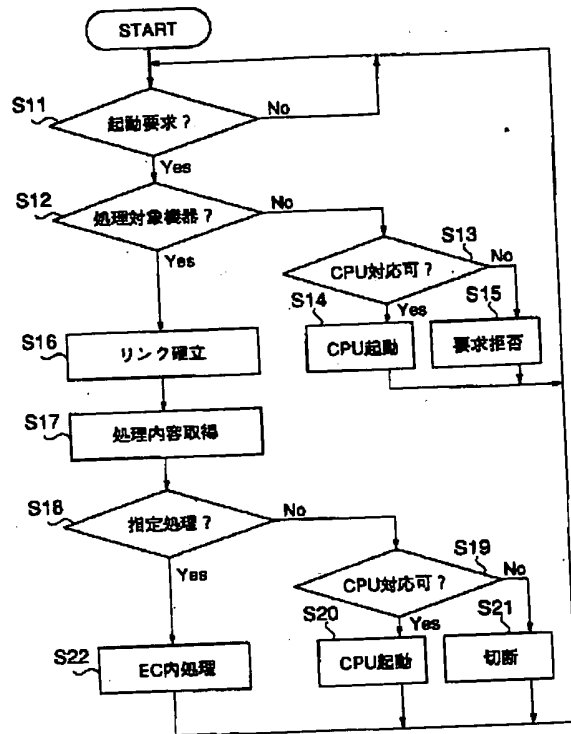 START
S11
起動要求？
No
Yes
S12
処理対象機器？
No
Yes
S13
CPU対応可？
No
Yes
S14
CPU起動
S15
要求拒否
S16
リンク確立
S17
処理内容取得
S18
指定処理？
No
Yes
S19
CPU対応可？
No
Yes
S20
CPU起動
S21
切断
S22
EC内処理